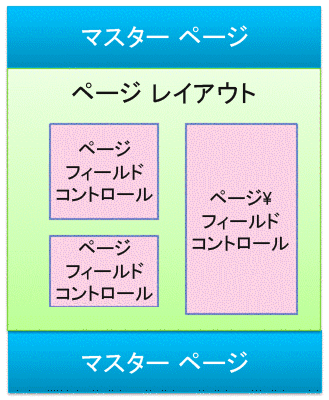 マスター ページ
ページ レイアウト
ページ
フィールド
コントロール
ページ
フィールド
コントロール
ページ¥
フィールド
コントロール
マスター ページ